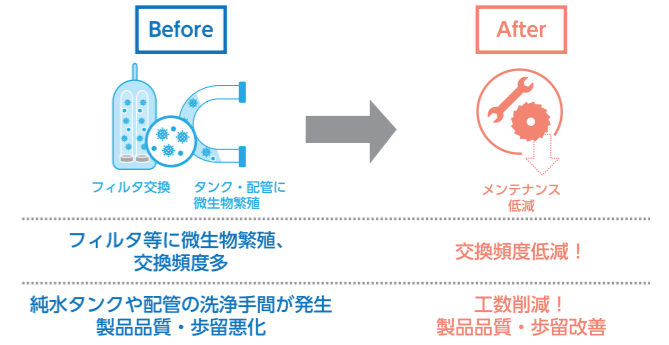 Before
After
フィルタ交換
タンク・配管に
微生物繁殖
メンテナンス
低減
フィルタ等に微生物繁殖、
交換頻度多
交換頻度低減！
純水タンクや配管の洗浄手間が発生
製品品質・歩留悪化
工数削減！
製品品質・歩留改善